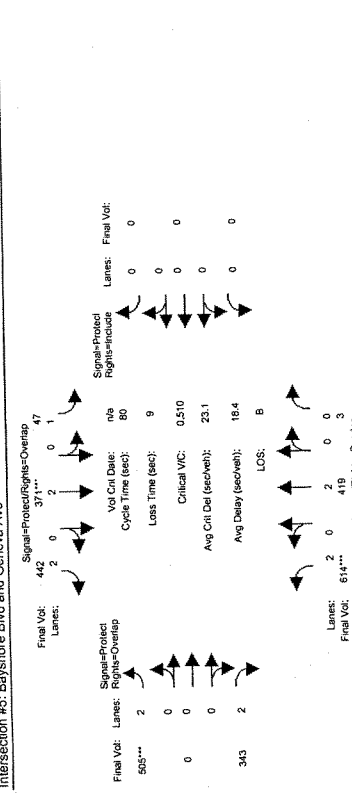 Intersection #5: Bayshore Blvd and Geneva Ave
Signal=Protect/Rights=Overlap
Final Vol: 442 371*** 47
Lanes: 2 0 2 0 1
Signal=Protect
Rights=Overlap
Final Vol: Lanes:
505*** 2
0
0 0
0
343 2
Vol Cnt Date: n/a
Cycle Time (sec): 80
Loss Time (sec): 9
Critical V/C: 0.510
Avg Crit Del (sec/veh): 23.1
Avg Delay (sec/veh): 18.4
LOS: B
Signal=Protect
Rights=Include
Lanes: Final Vol:
0 0
0
0 0
0
0 0
Lanes: 2 0 2 0 0
Final Vol: 614*** 419 3